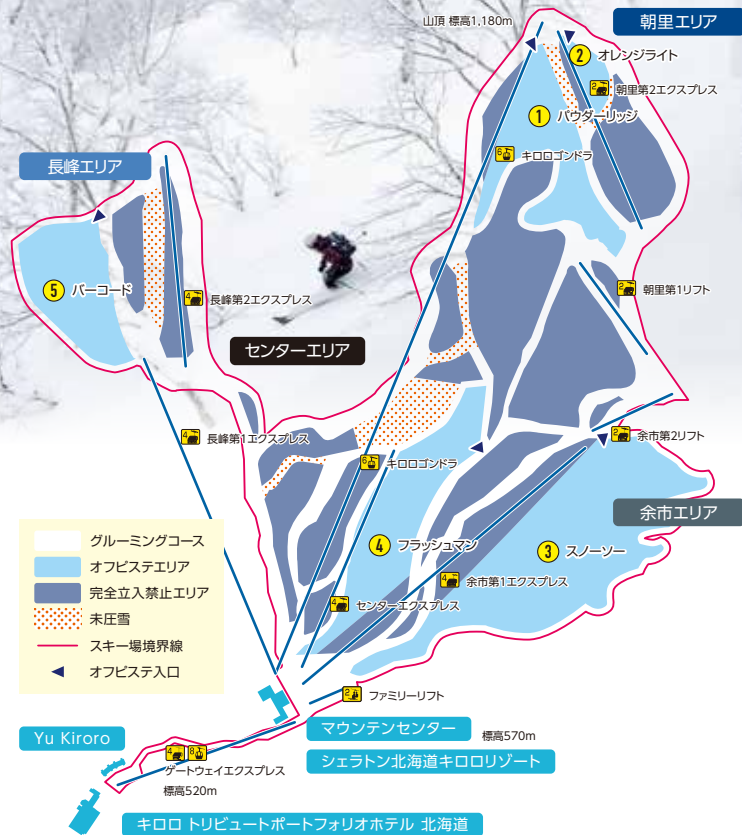 山頂 標高1,180m
朝里エリア
② オレンジライト
2 朝里第2エクスプレス
① パウダーリッジ
6 キロロゴンドラ
長峰エリア
⑤ バーコード
4 長峰第2エクスプレス
2 朝里第1リフト
センターエリア
4 長峰第1エクスプレス
2 余市第2リフト
6 キロロゴンドラ
余市エリア
④ フラッシュマン
③ スノーソー
4 余市第1エクスプレス
4 センターエクスプレス
グルーミングコース
オフピステエリア
完全立入禁止エリア
未圧雪
スキー場境界線
オフピステ入口
2 ファミリーリフト
マウンテンセンター
標高570m
Yu Kiroro
シェラトン北海道キロロリゾート
4 8
ゲートウェイエクスプレス
標高520m
キロロ トリビュートポートフォリオホテル 北海道